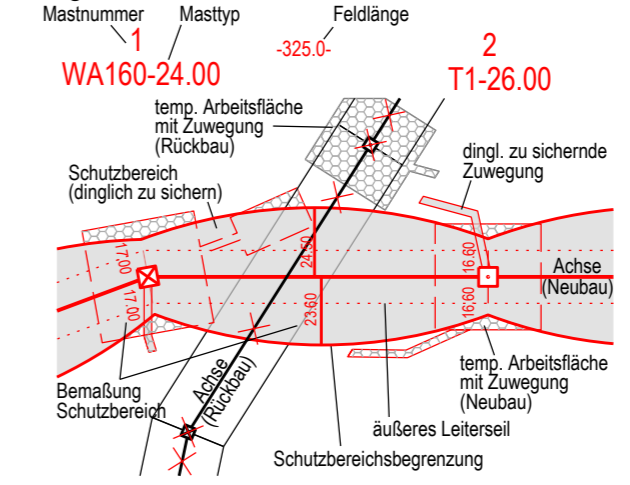 Mastnummer
Masttyp
Feldlänge
1
WA160-24.00
-325.0-
2
T1-26.00
temp. Arbeitsfläche
mit Zuwegung
(Rückbau)
dingl. zu sichernde
Zuwegung
Schutzbereich
(dinglich zu sichern)
17.00
17.00
24.50
23.60
16.60
16.60
Achse
(Neubau)
Achse
(Rückbau)
Bemaßung
Schutzbereich
temp. Arbeitsfläche
mit Zuwegung
(Neubau)
äußeres Leiterseil
Schutzbereichsbegrenzung